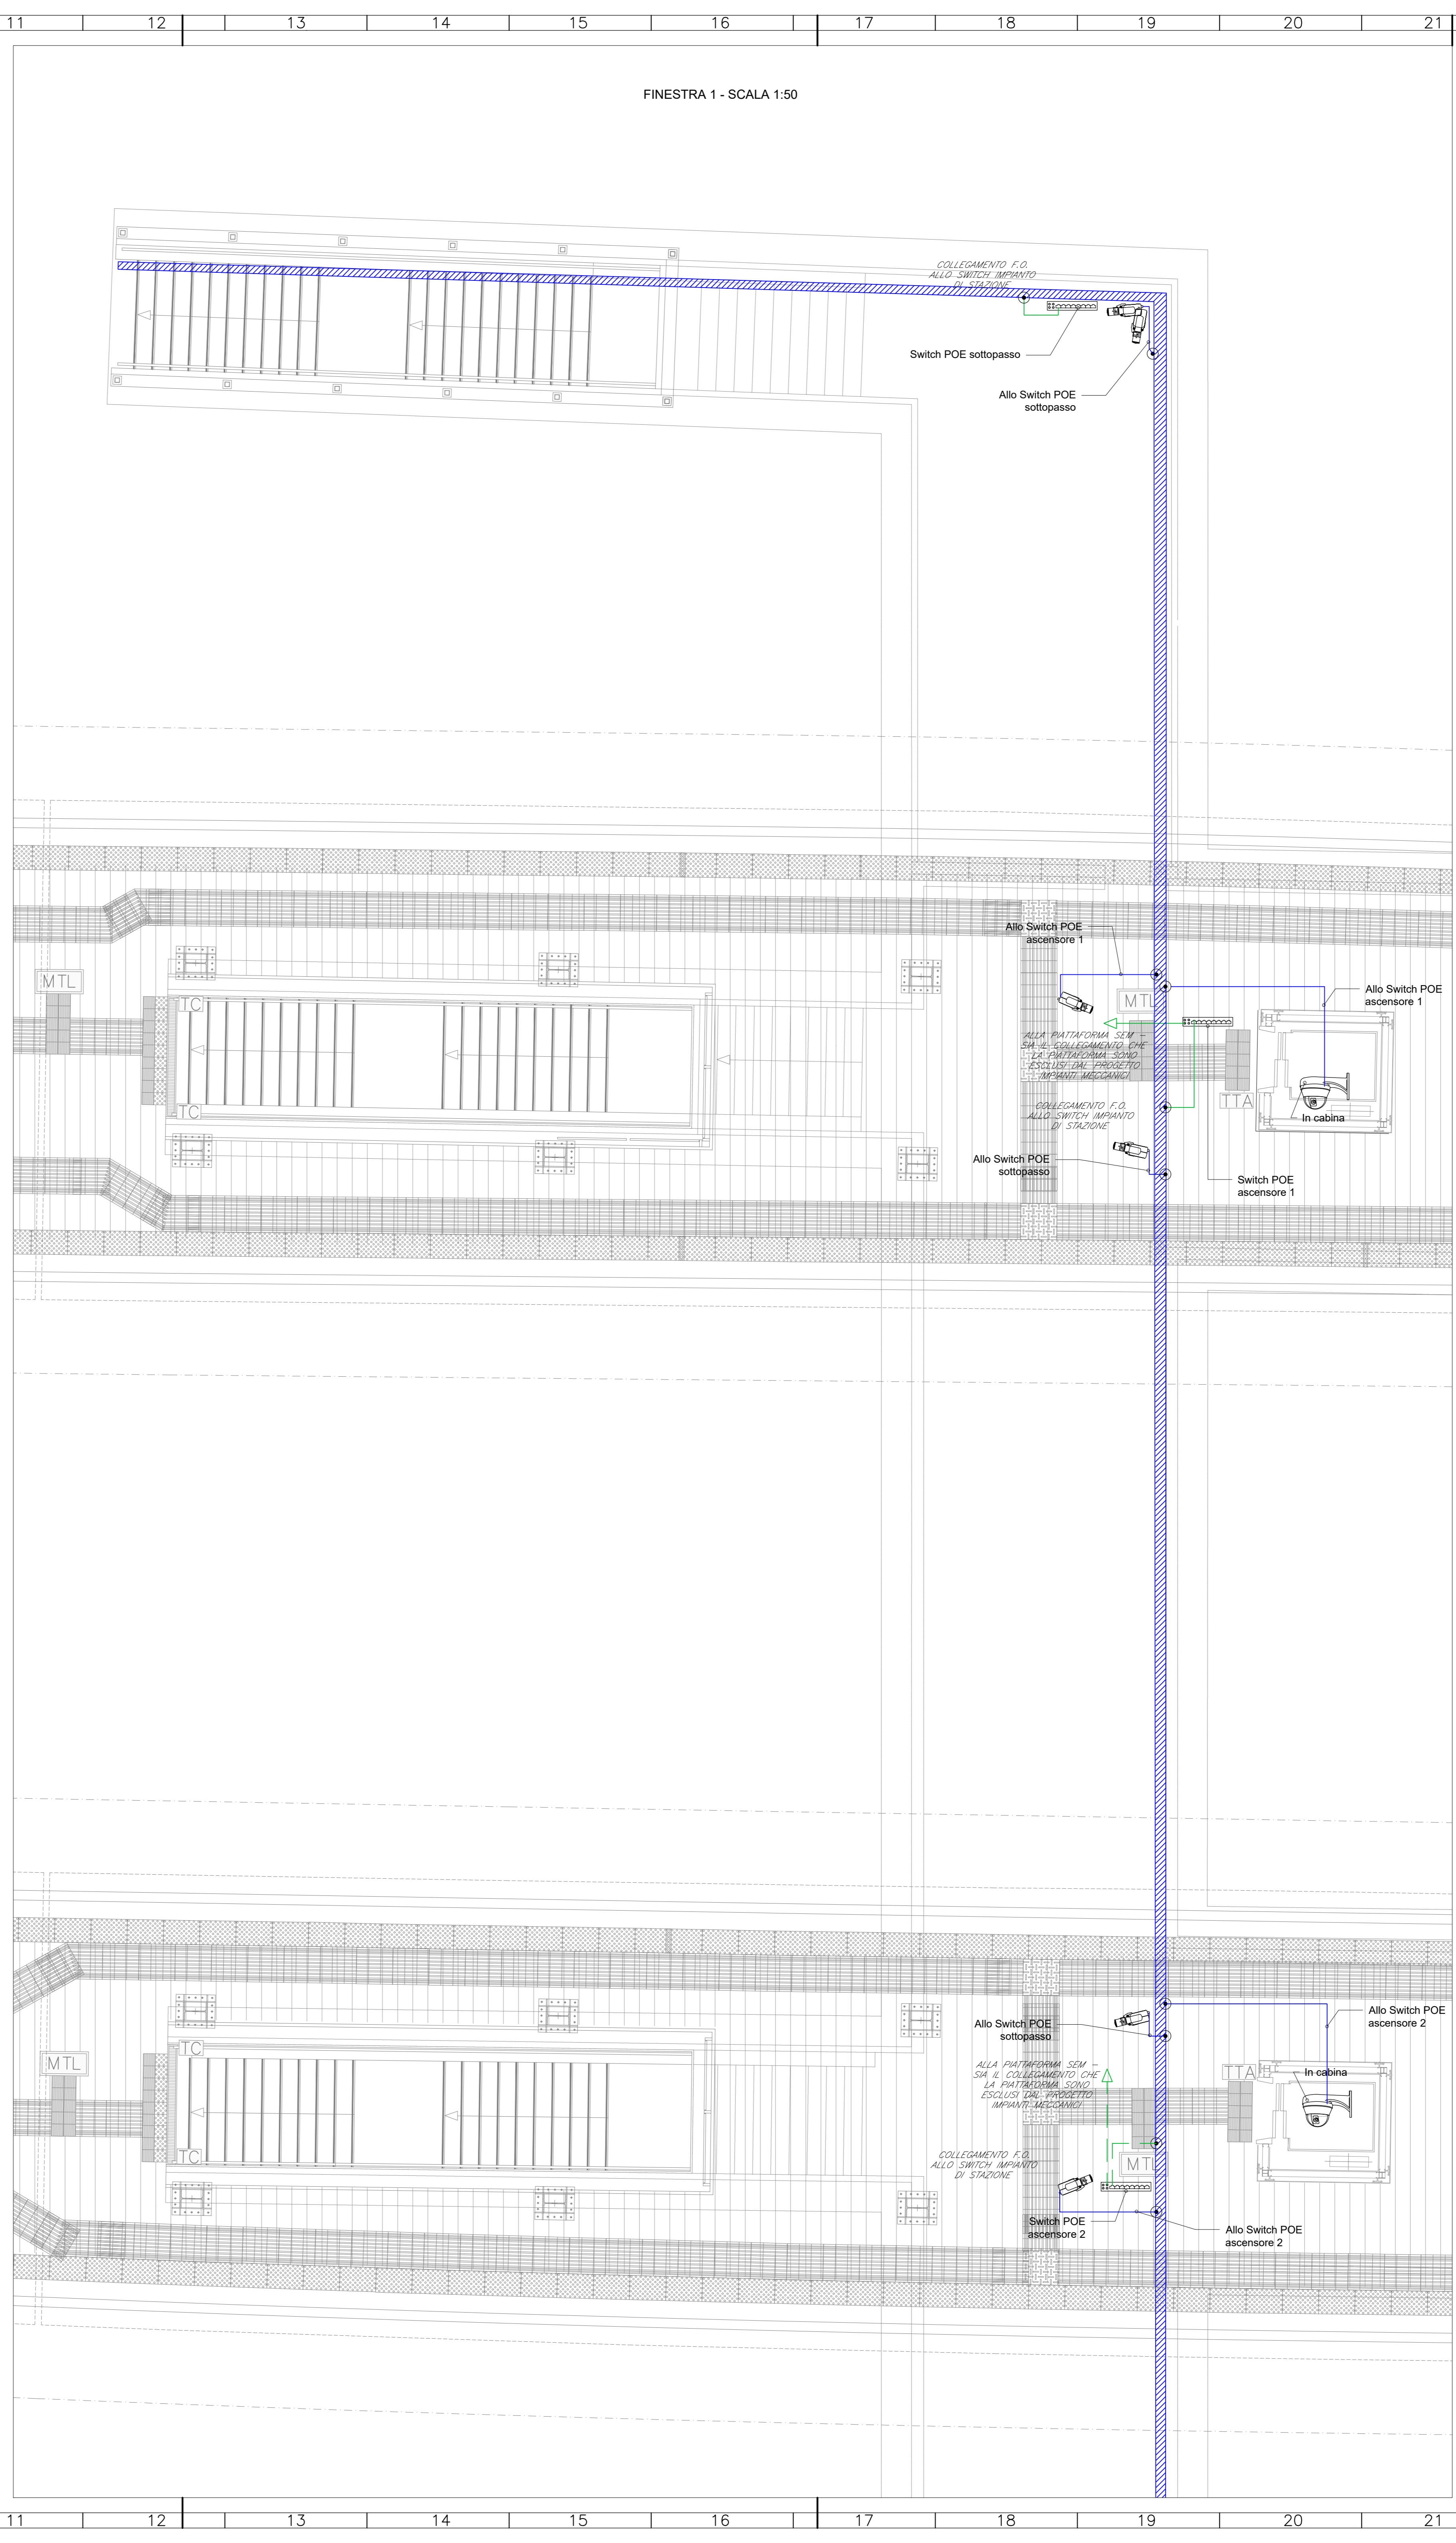 11 12 13 14 15 16 17 18 19 20 21
FINESTRA 1 - SCALA 1:50
COLLEGAMENTO F.O.
ALLO SWITCH IMPIANTO
DI STAZIONE
Switch POE sottopasso
Allo Switch POE
sottopasso
Allo Switch POE
ascensore 1
MTL
MTL
Allo Switch POE
ascensore 1
TC
ALLA PIATTAFORMA SEM –
SIA IL COLLEGAMENTO CHE
LA PIATTAFORMA SONO
ESCLUSI DAL PROGETTO
IMPIANTI MECCANICI
TTA
TC
In cabina
COLLEGAMENTO F.O.
ALLO SWITCH IMPIANTO
DI STAZIONE
Allo Switch POE
sottopasso
Switch POE
ascensore 1
Allo Switch POE
ascensore 2
Allo Switch POE
sottopasso
TC
MTL
ALLA PIATTAFORMA SEM –
SIA IL COLLEGAMENTO CHE
LA PIATTAFORMA SONO
ESCLUSI DAL PROGETTO
IMPIANTI MECCANICI
TTA
In cabina
TC
COLLEGAMENTO F.O.
ALLO SWITCH IMPIANTO
DI STAZIONE
MTL
Switch POE
ascensore 2
Allo Switch POE
ascensore 2
11 12 13 14 15 16 17 18 19 20 21